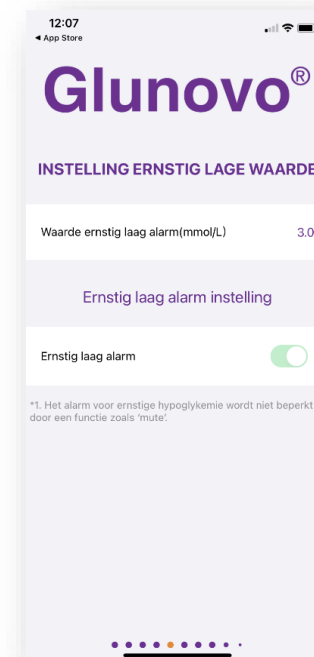 12:07
◀ App Store
Glunovo®
INSTELLING ERNSTIG LAGE WAARDE
Waarde ernstig laag alarm(mmol/L) 3.0
Ernstig laag alarm instelling
Ernstig laag alarm
*1. Het alarm voor ernstige hypoglykemie wordt niet beperkt
door een functie zoals ‘mute’.